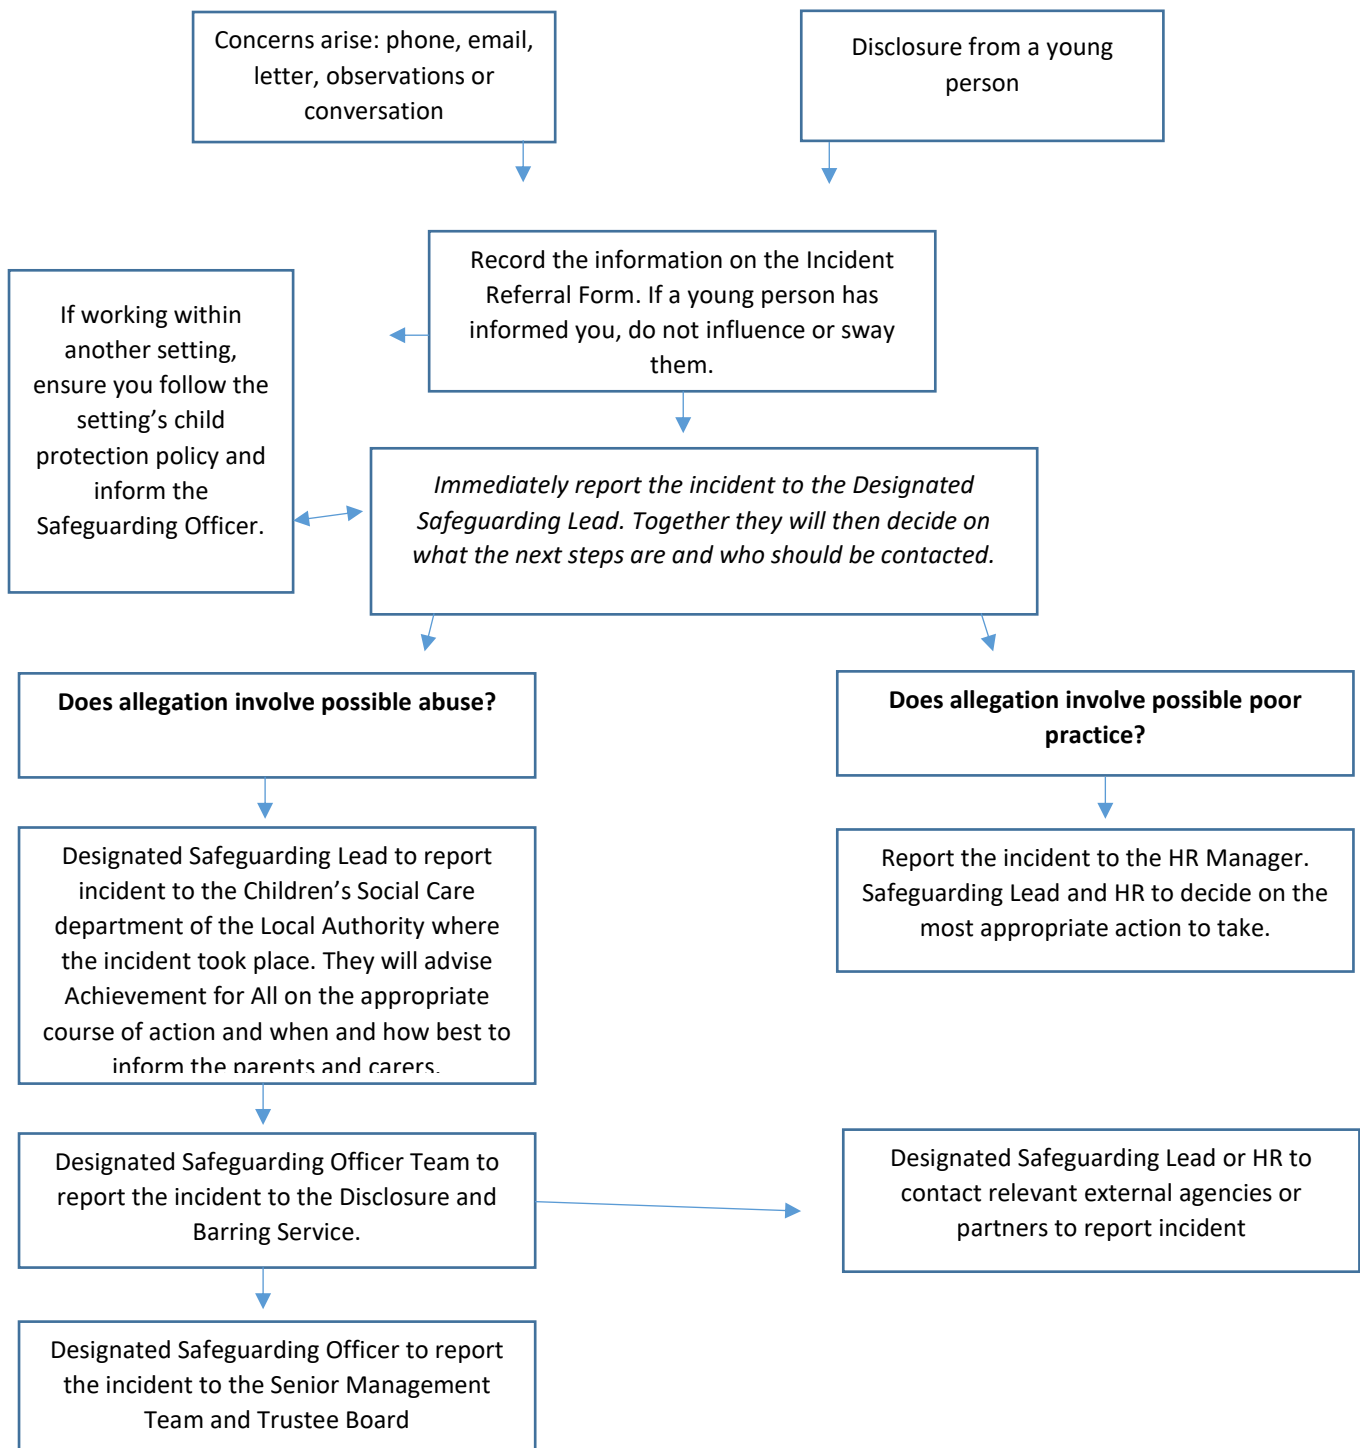 Concerns arise: phone, email,
letter, observations or
conversation
Disclosure from a young
person
Record the information on the Incident
Referral Form. If a young person has
informed you, do not influence or sway
them.
If working within
another setting,
ensure you follow the
setting’s child
protection policy and
inform the
Safeguarding Officer.
Immediately report the incident to the Designated
Safeguarding Lead. Together they will then decide on
what the next steps are and who should be contacted.
Does allegation involve possible abuse?
Does allegation involve possible poor
practice?
Designated Safeguarding Lead to report
incident to the Children’s Social Care
department of the Local Authority where
the incident took place. They will advise
Achievement for All on the appropriate
course of action and when and how best to
inform the parents and carers.
Report the incident to the HR Manager.
Safeguarding Lead and HR to decide on the
most appropriate action to take.
Designated Safeguarding Officer Team to
report the incident to the Disclosure and
Barring Service.
Designated Safeguarding Lead or HR to
contact relevant external agencies or
partners to report incident
Designated Safeguarding Officer to report
the incident to the Senior Management
Team and Trustee Board